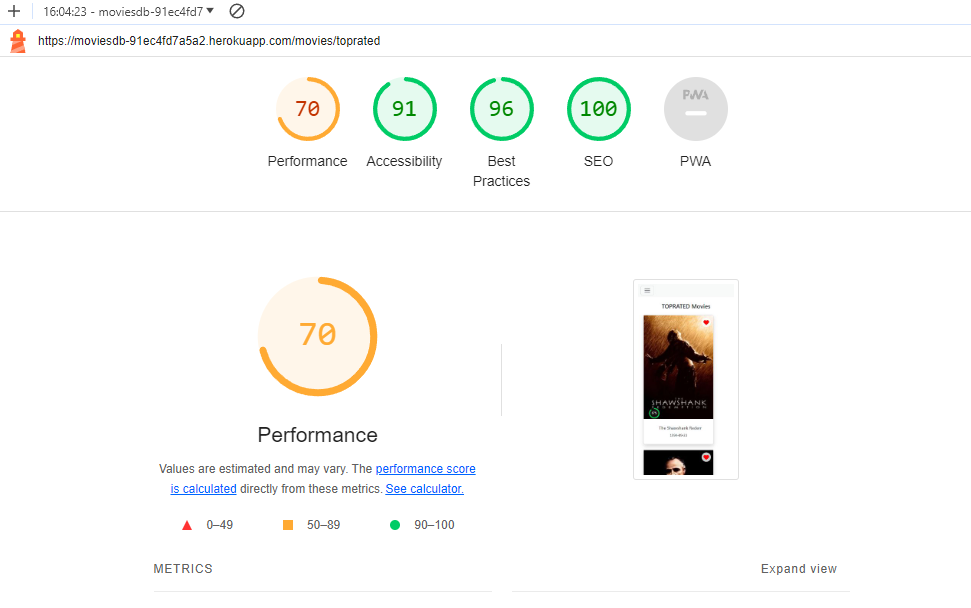 16:04:23 - moviesdb-91ec4fd7
https://moviesdb-91ec4fd7a5a2.herokuapp.com/movies/toprated
70
91
96
100
PWA
Performance
Accessibility
Best
Practices
SEO
PWA
70
TOPRATED Movies
THE
SHAWSHANK
REDEMPTION
The Shawshank Redem
Performance
Values are estimated and may vary. The performance score
is calculated directly from these metrics. See calculator.
0–49
50–89
90–100
METRICS
Expand view